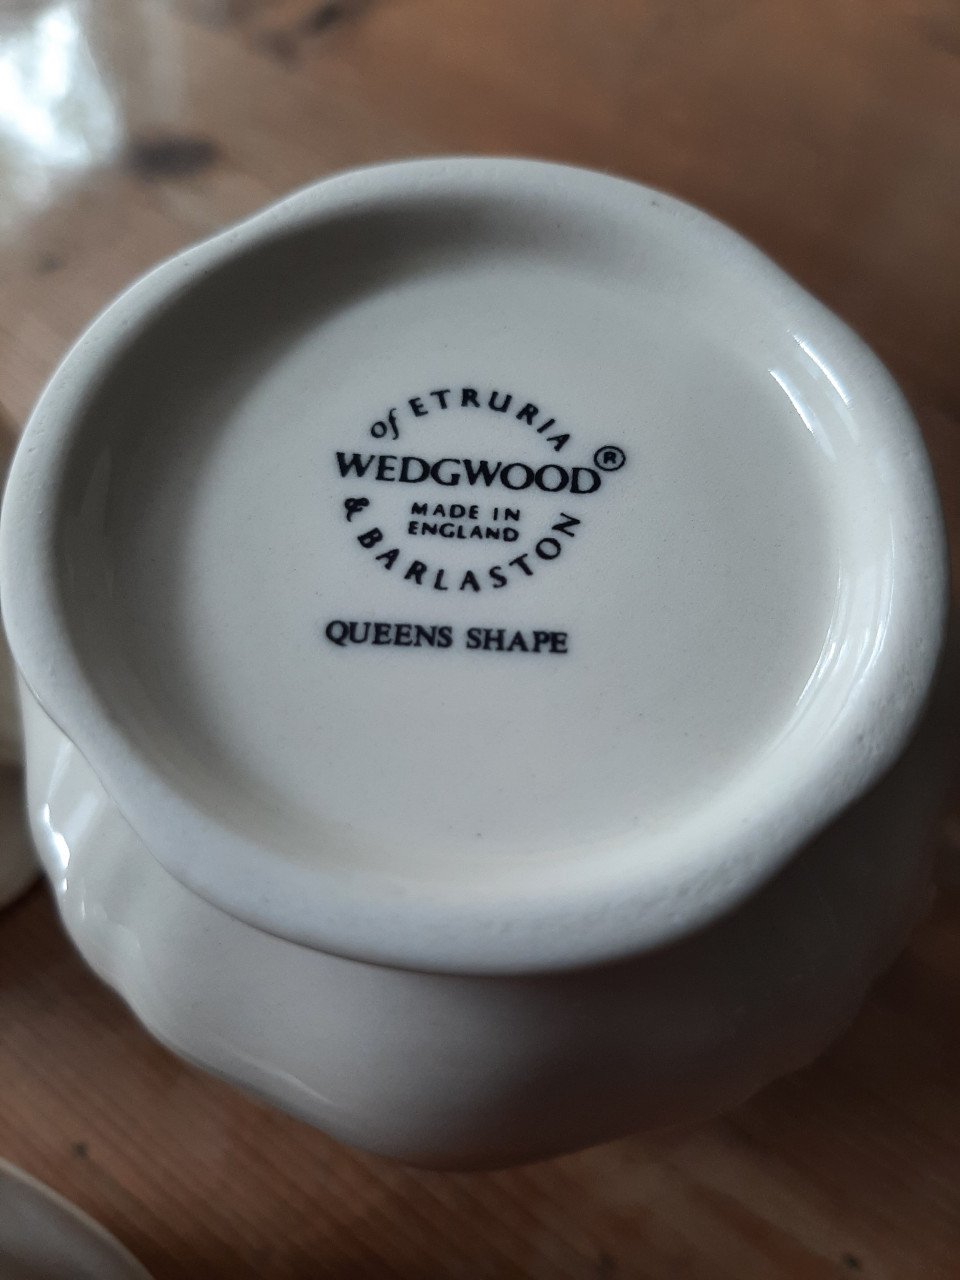 of ETRURIA
WEDGWOOD®
MADE IN
ENGLAND
& BARLASTON
QUEENS SHAPE